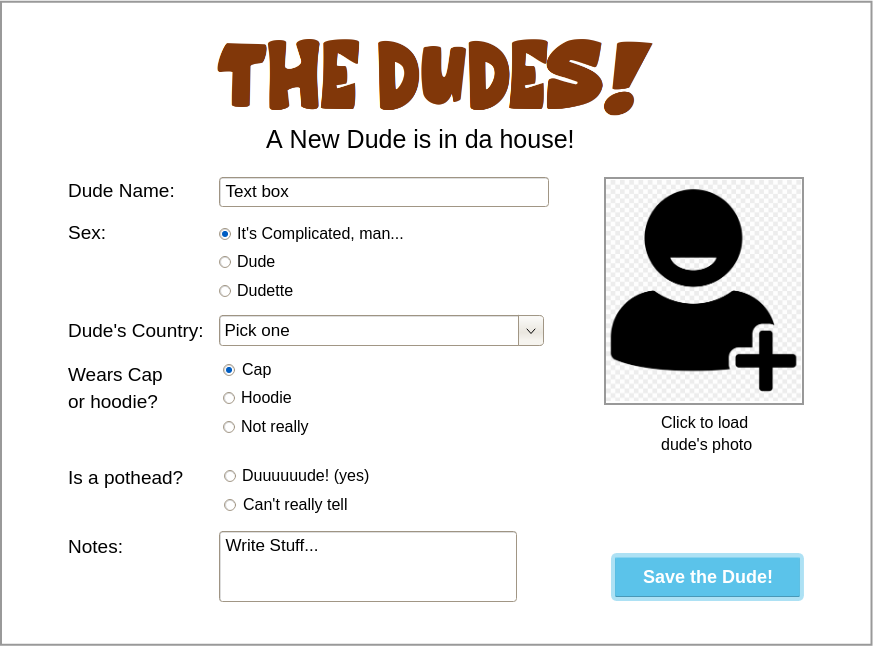 THE DUDES!
A New Dude is in da house!
Dude Name:
Text box
Sex:
It's Complicated, man...
Dude
Dudette
Dude's Country:
Pick one
Wears Cap
or hoodie?
Cap
Hoodie
Not really
Click to load
dude's photo
Is a pothead?
Duuuuuude! (yes)
Can't really tell
Notes:
Write Stuff...
Save the Dude!